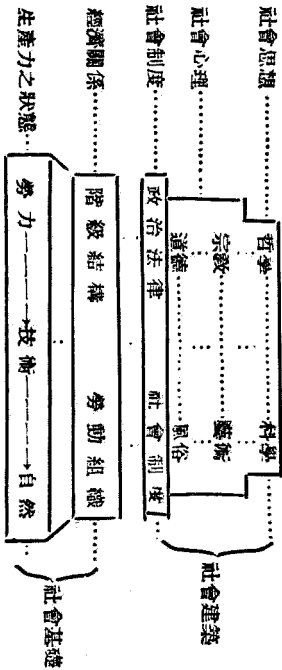 社會思想
哲學 科學
社會心理
宗教 藝術
道德 風俗
社會制度
政治法律 社會制度
社會建築
經濟關係
階級結構 勞動組織
生產力之狀態
勞力 技術 自然
社會基礎